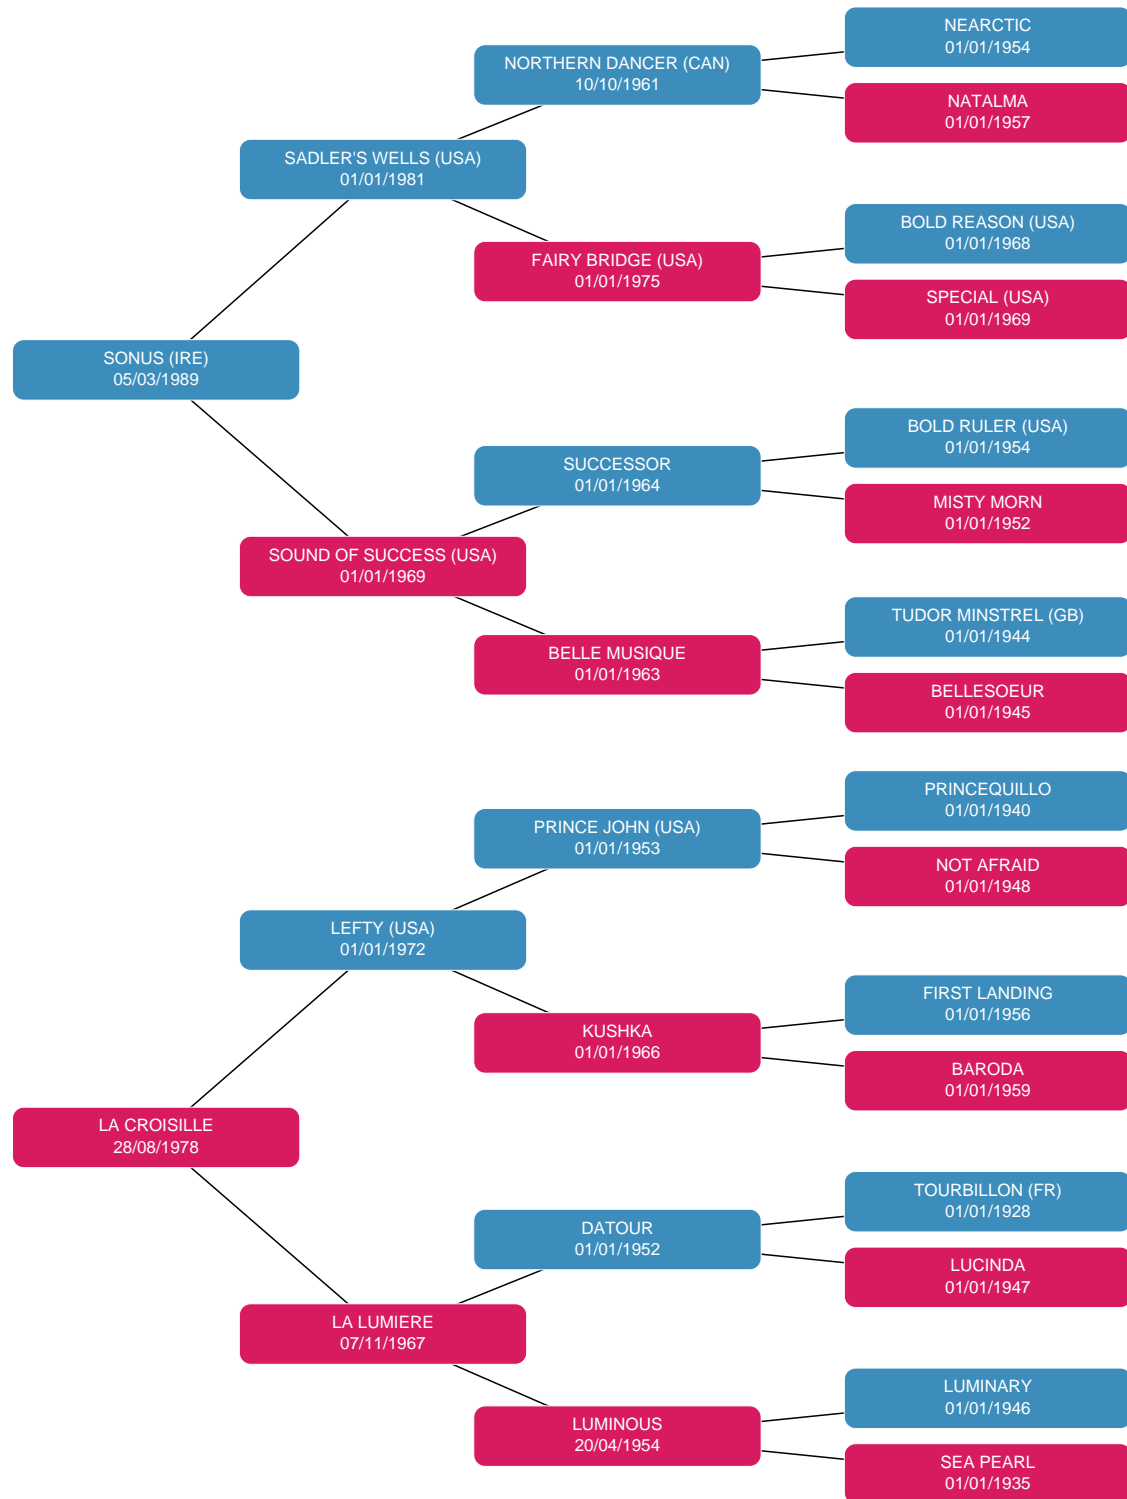 NEARCTIC
01/01/1954
NORTHERN DANCER (CAN)
10/10/1961
NATALMA
01/01/1957
SADLER'S WELLS (USA)
01/01/1981
BOLD REASON (USA)
01/01/1968
FAIRY BRIDGE (USA)
01/01/1975
SPECIAL (USA)
01/01/1969
SONUS (IRE)
05/03/1989
BOLD RULER (USA)
01/01/1954
SUCCESSOR
01/01/1964
MISTY MORN
01/01/1952
SOUND OF SUCCESS (USA)
01/01/1969
TUDOR MINSTREL (GB)
01/01/1944
BELLE MUSIQUE
01/01/1963
BELLESOEUR
01/01/1945
PRINCEQUILLO
01/01/1940
PRINCE JOHN (USA)
01/01/1953
NOT AFRAID
01/01/1948
LEFTY (USA)
01/01/1972
FIRST LANDING
01/01/1956
KUSHKA
01/01/1966
BARODA
01/01/1959
LA CROISILLE
28/08/1978
TOURBILLON (FR)
01/01/1928
DATOUR
01/01/1952
LUCINDA
01/01/1947
LA LUMIERE
07/11/1967
LUMINARY
01/01/1946
LUMINOUS
20/04/1954
SEA PEARL
01/01/1935